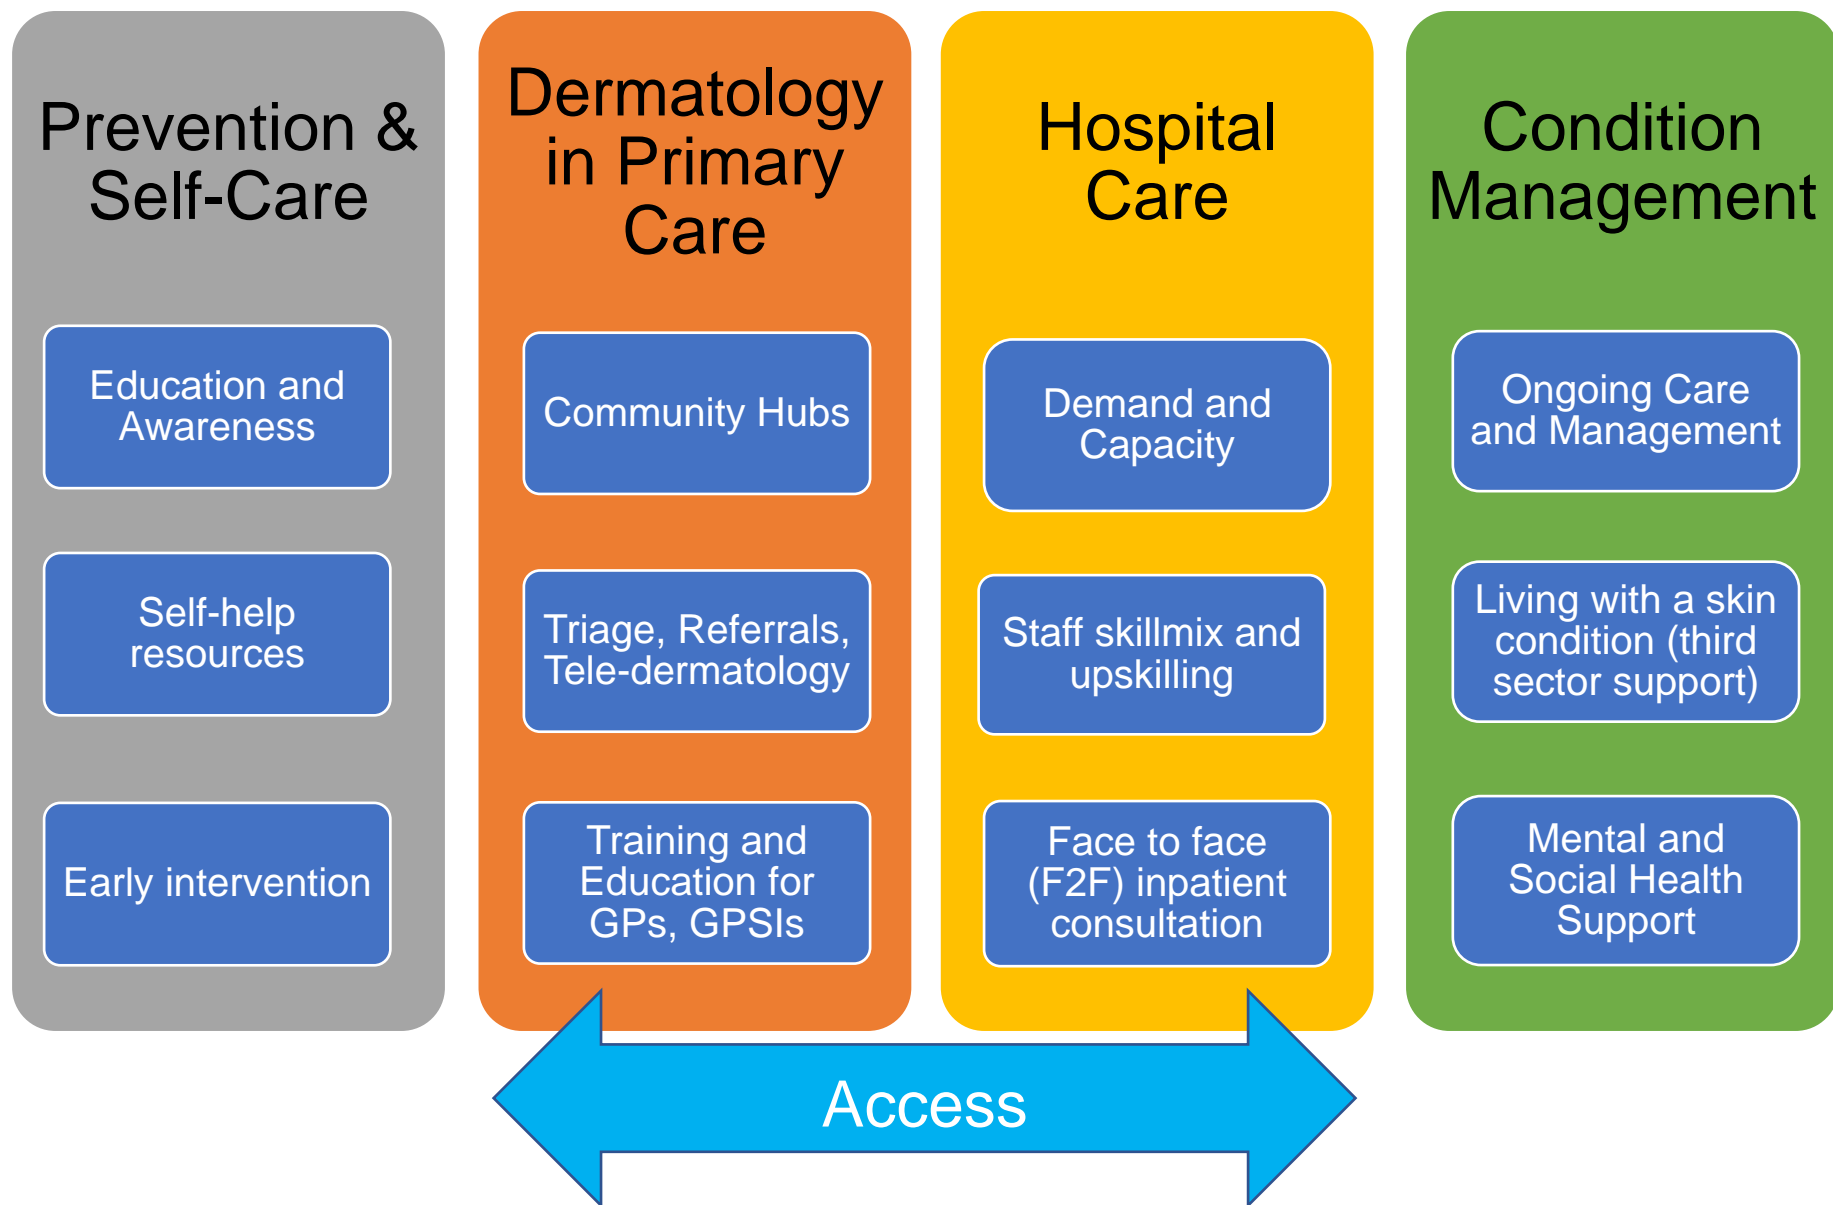 Prevention &
Self-Care
Education and
Awareness
Self-help
resources
Early intervention
Dermatology
in Primary
Care
Community Hubs
Triage, Referrals,
Tele-dermatology
Training and
Education for
GPs, GPSIs
Hospital
Care
Demand and
Capacity
Staff skillmix and
upskilling
Face to face
(F2F) inpatient
consultation
Condition
Management
Ongoing Care
and Management
Living with a skin
condition (third
sector support)
Mental and
Social Health
Support
Access